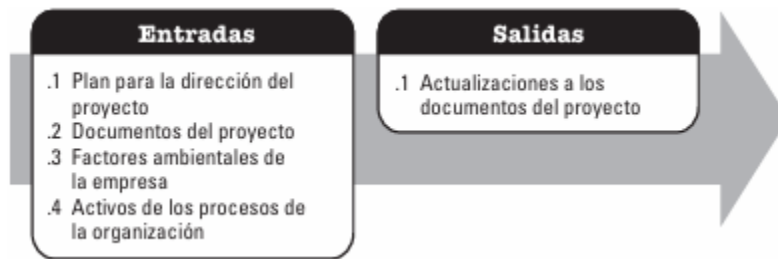 Entradas
.1 Plan para la dirección del
proyecto
.2 Documentos del proyecto
.3 Factores ambientales de
la empresa
.4 Activos de los procesos de
la organización
Salidas
.1 Actualizaciones a los
documentos del proyecto